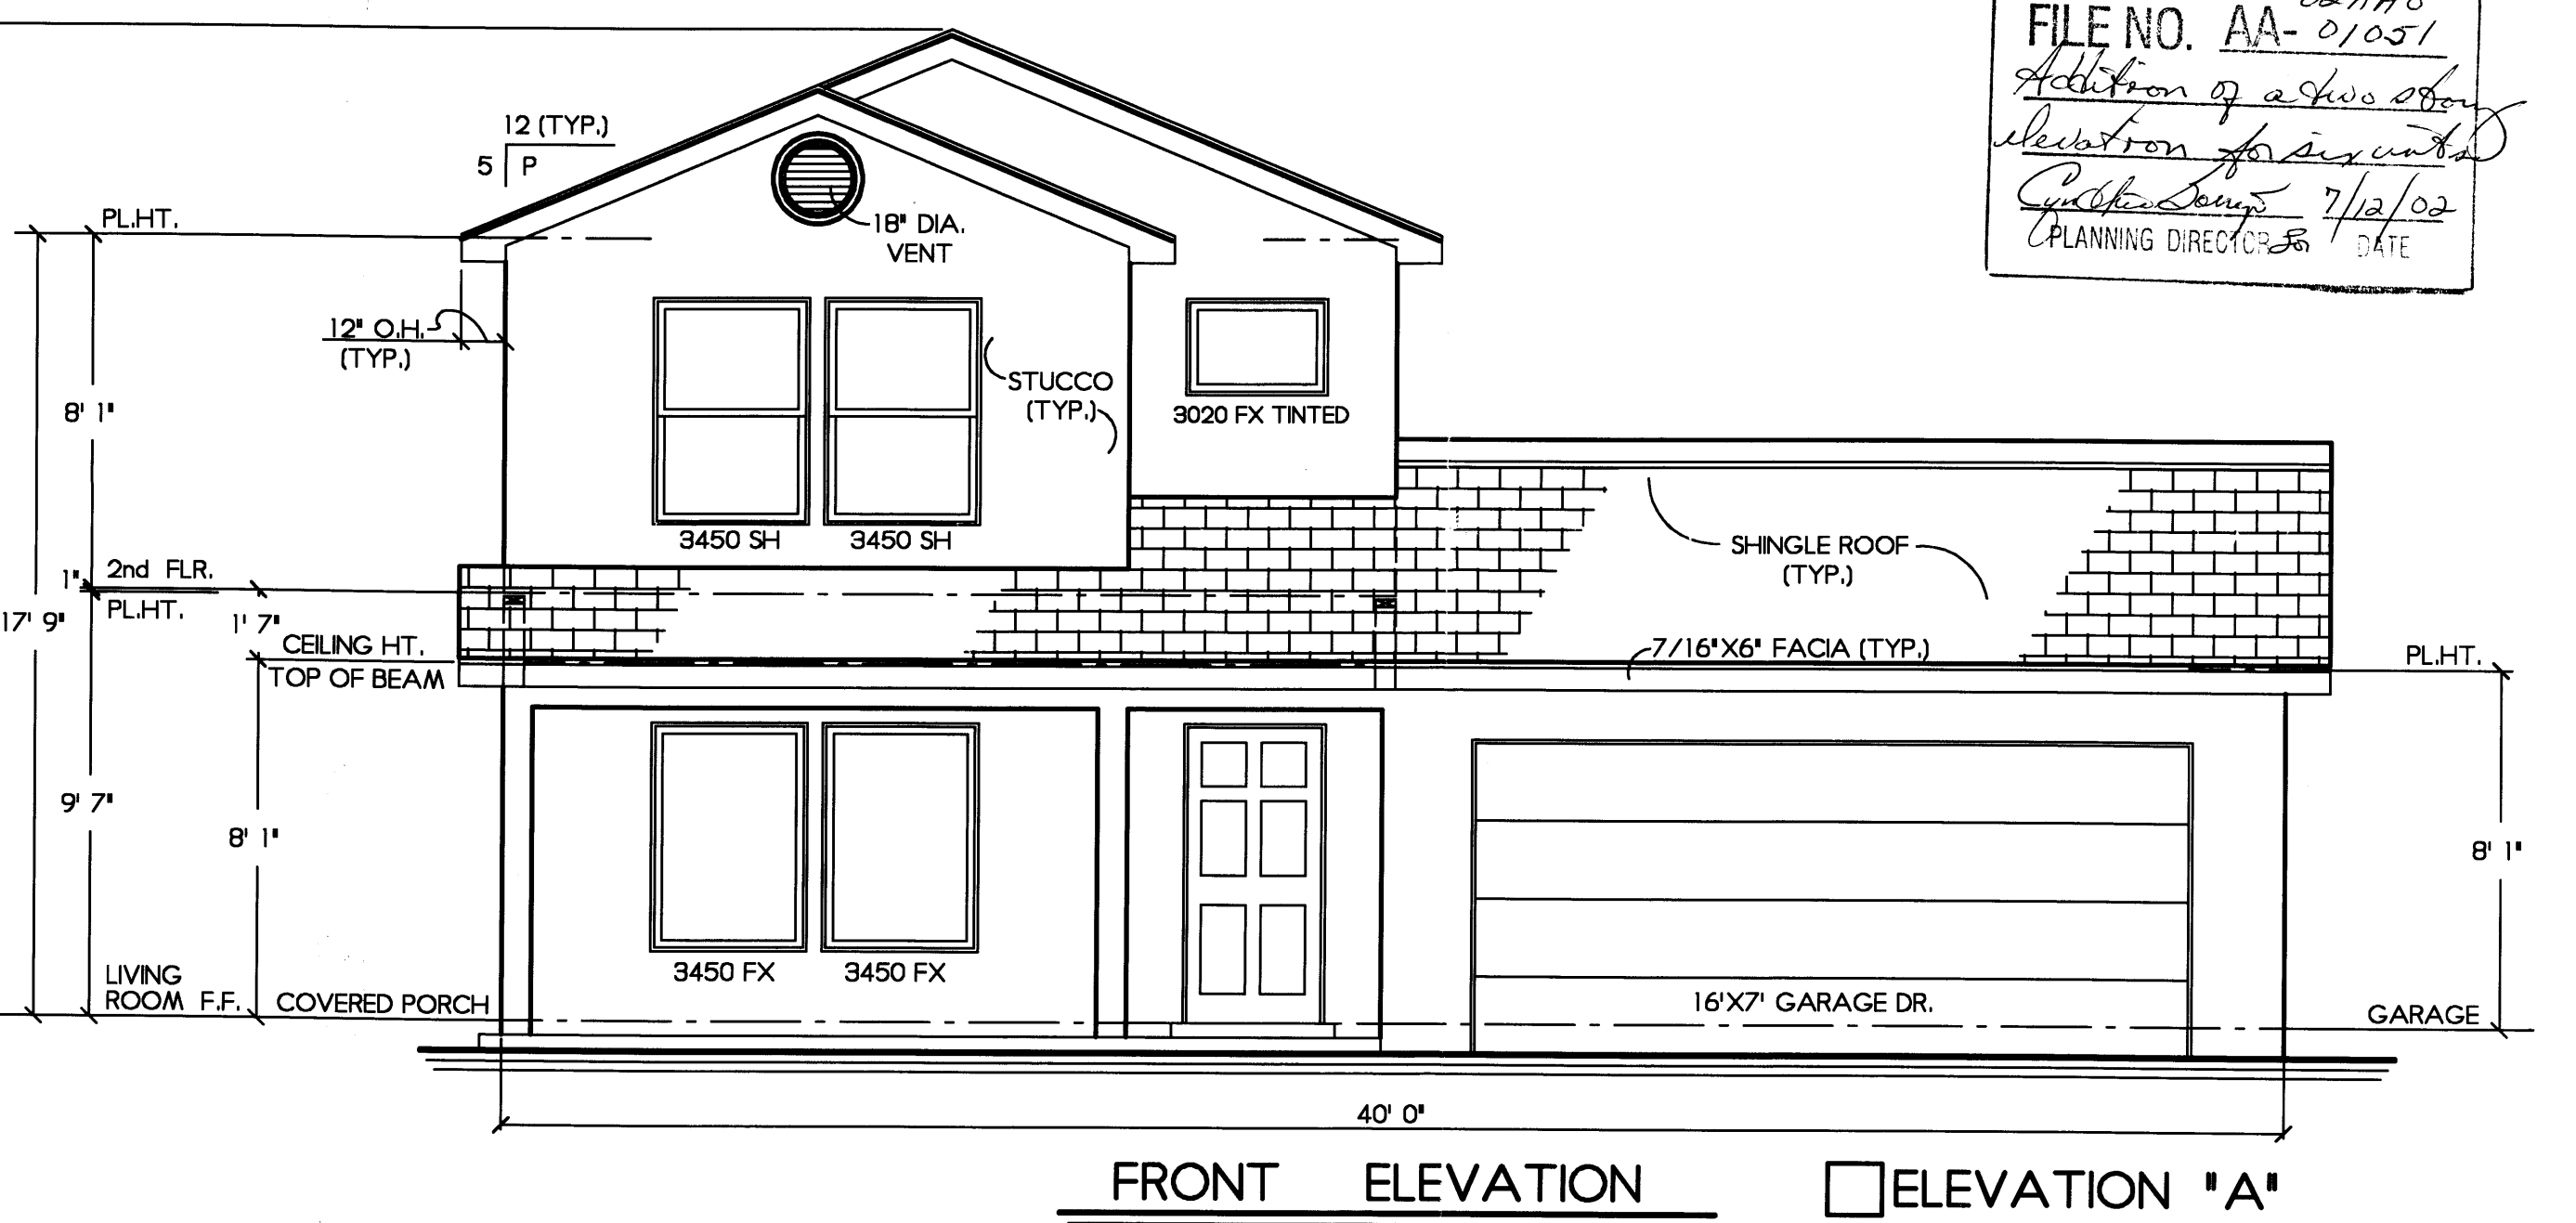 FILE NO. AA- 01051
Addition of a two story
elevation for six units
7/12/02
PLANNING DIRECTOR for DATE
12 (TYP.)
5 P
PL.HT.
18" DIA.
VENT
12" O.H.
(TYP.)
STUCCO
(TYP.)
8' 1"
3020 FX TINTED
3450 SH 3450 SH
SHINGLE ROOF
(TYP.)
1" 2nd FLR.
PL.HT.
17' 9"
1' 7"
CEILING HT.
TOP OF BEAM
7/16"X6" FACIA (TYP.)
PL.HT.
9' 7"
8' 1"
8' 1"
3450 FX 3450 FX
LIVING
ROOM F.F.
COVERED PORCH
16'X7' GARAGE DR.
GARAGE
40' 0"
FRONT ELEVATION
ELEVATION "A"